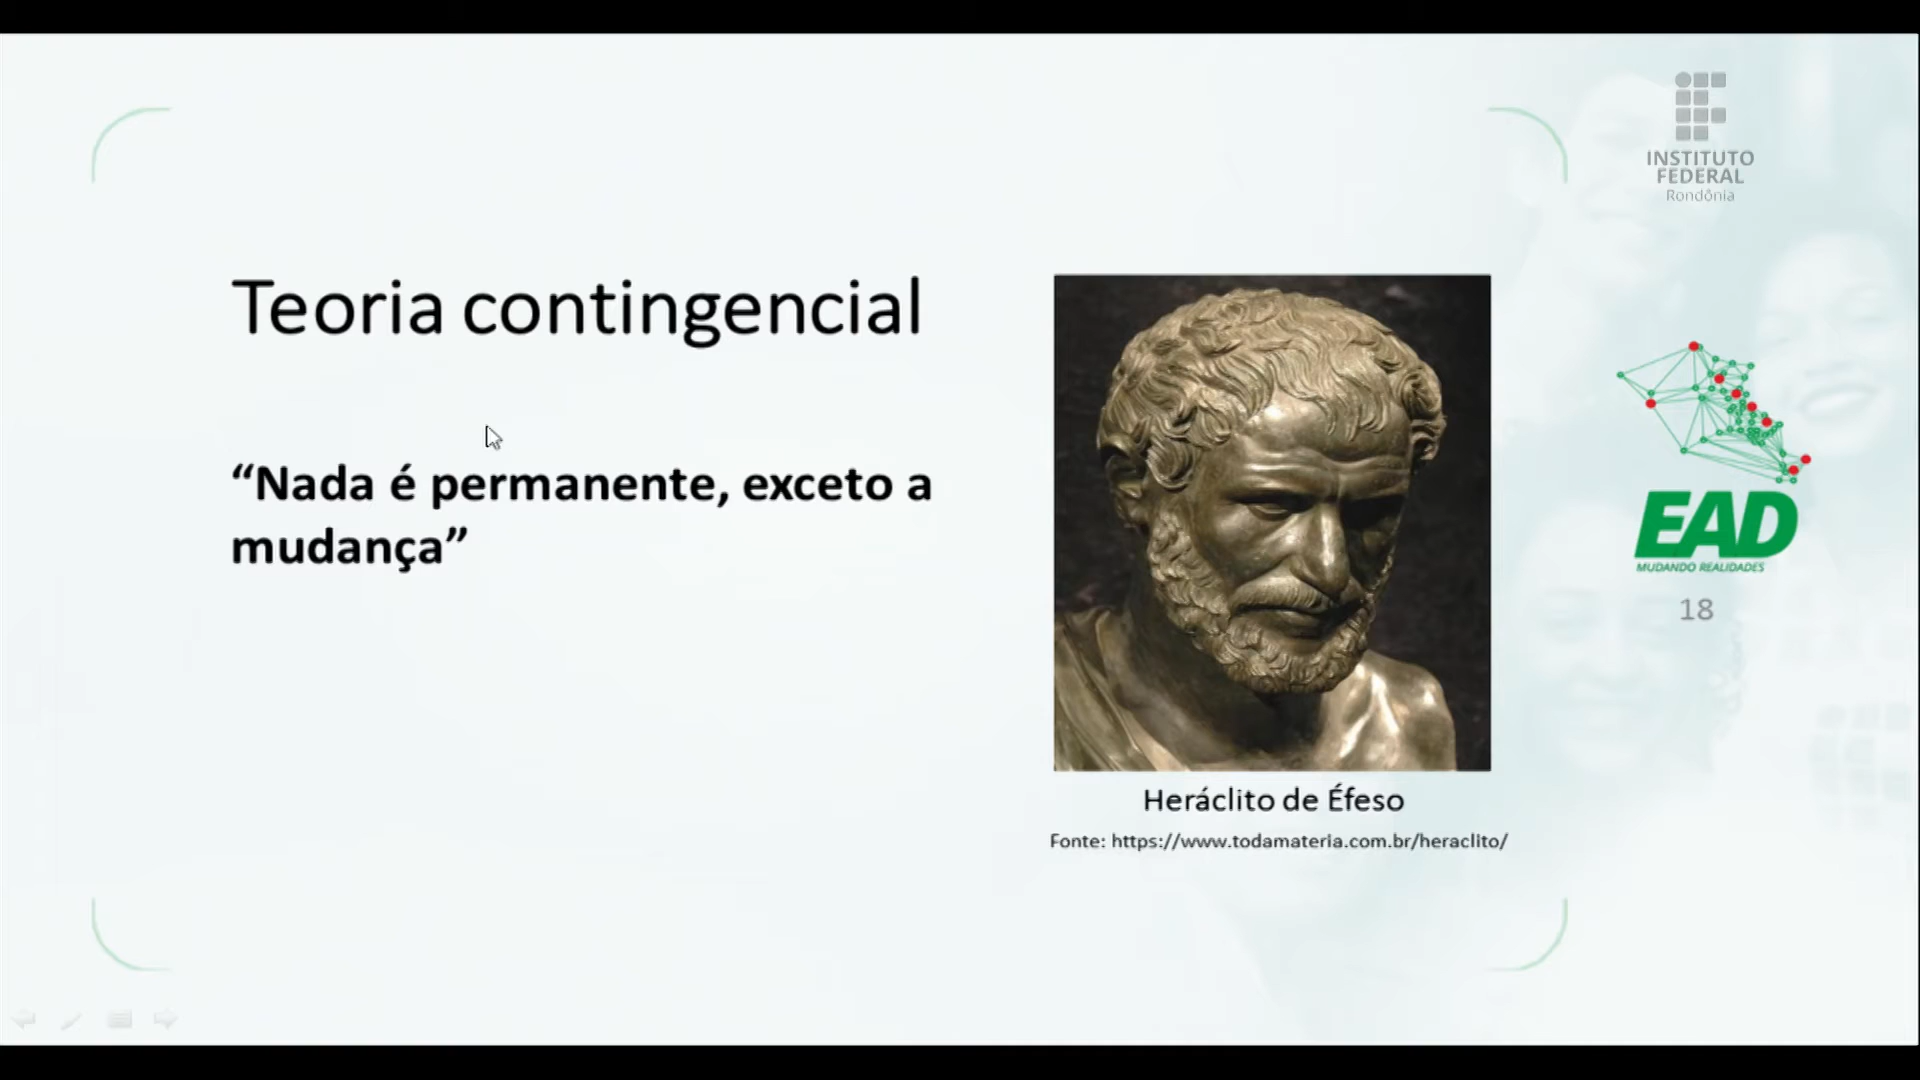 INSTITUTO
FEDERAL
Rondônia
Teoria contingencial
“Nada é permanente, exceto a
mudança”
EAD
MUDANDO REALIDADES
18
Heráclito de Éfeso
Fonte: https://www.todamateria.com.br/heraclito/